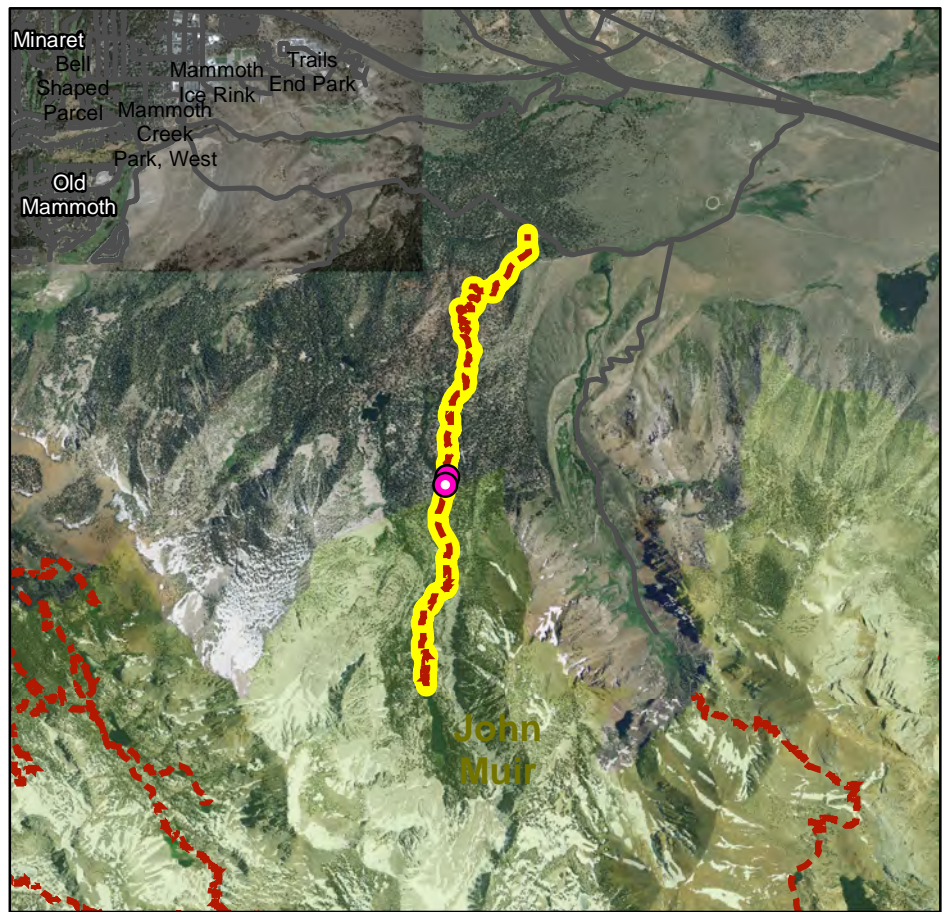 Minaret
Bell
Shaped
Parcel
Mammoth
Ice Rink
Trails
End Park
Mammoth
Creek
Park, West
Old
Mammoth
John
Muir